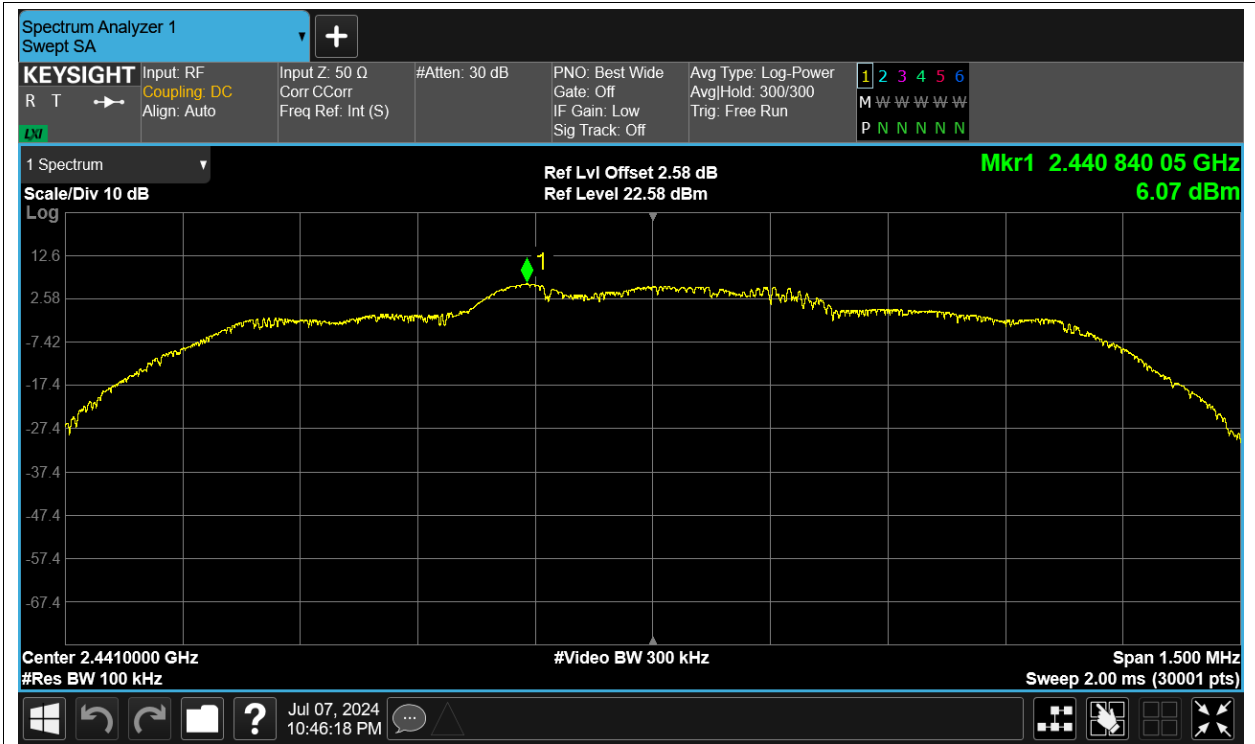 Spectrum Analyzer 1
Swept SA
+
KEYSIGHT
R T
LXI
Input: RF
Coupling: DC
Align: Auto
Input Z: 50 Ω
Corr CCorr
Freq Ref: Int (S)
#Atten: 30 dB
PNO: Best Wide
Gate: Off
IF Gain: Low
Sig Track: Off
Avg Type: Log-Power
Avg|Hold: 300/300
Trig: Free Run
1 2 3 4 5 6
M W W W W W
P N N N N N
1 Spectrum
Scale/Div 10 dB
Log
Ref Lvl Offset 2.58 dB
Ref Level 22.58 dBm
Mkr1 2.440 840 05 GHz
6.07 dBm
1
12.6
2.58
-7.42
-17.4
-27.4
-37.4
-47.4
-57.4
-67.4
Center 2.4410000 GHz
#Video BW 300 kHz
Span 1.500 MHz
#Res BW 100 kHz
Sweep 2.00 ms (30001 pts)
?
Jul 07, 2024
10:46:18 PM